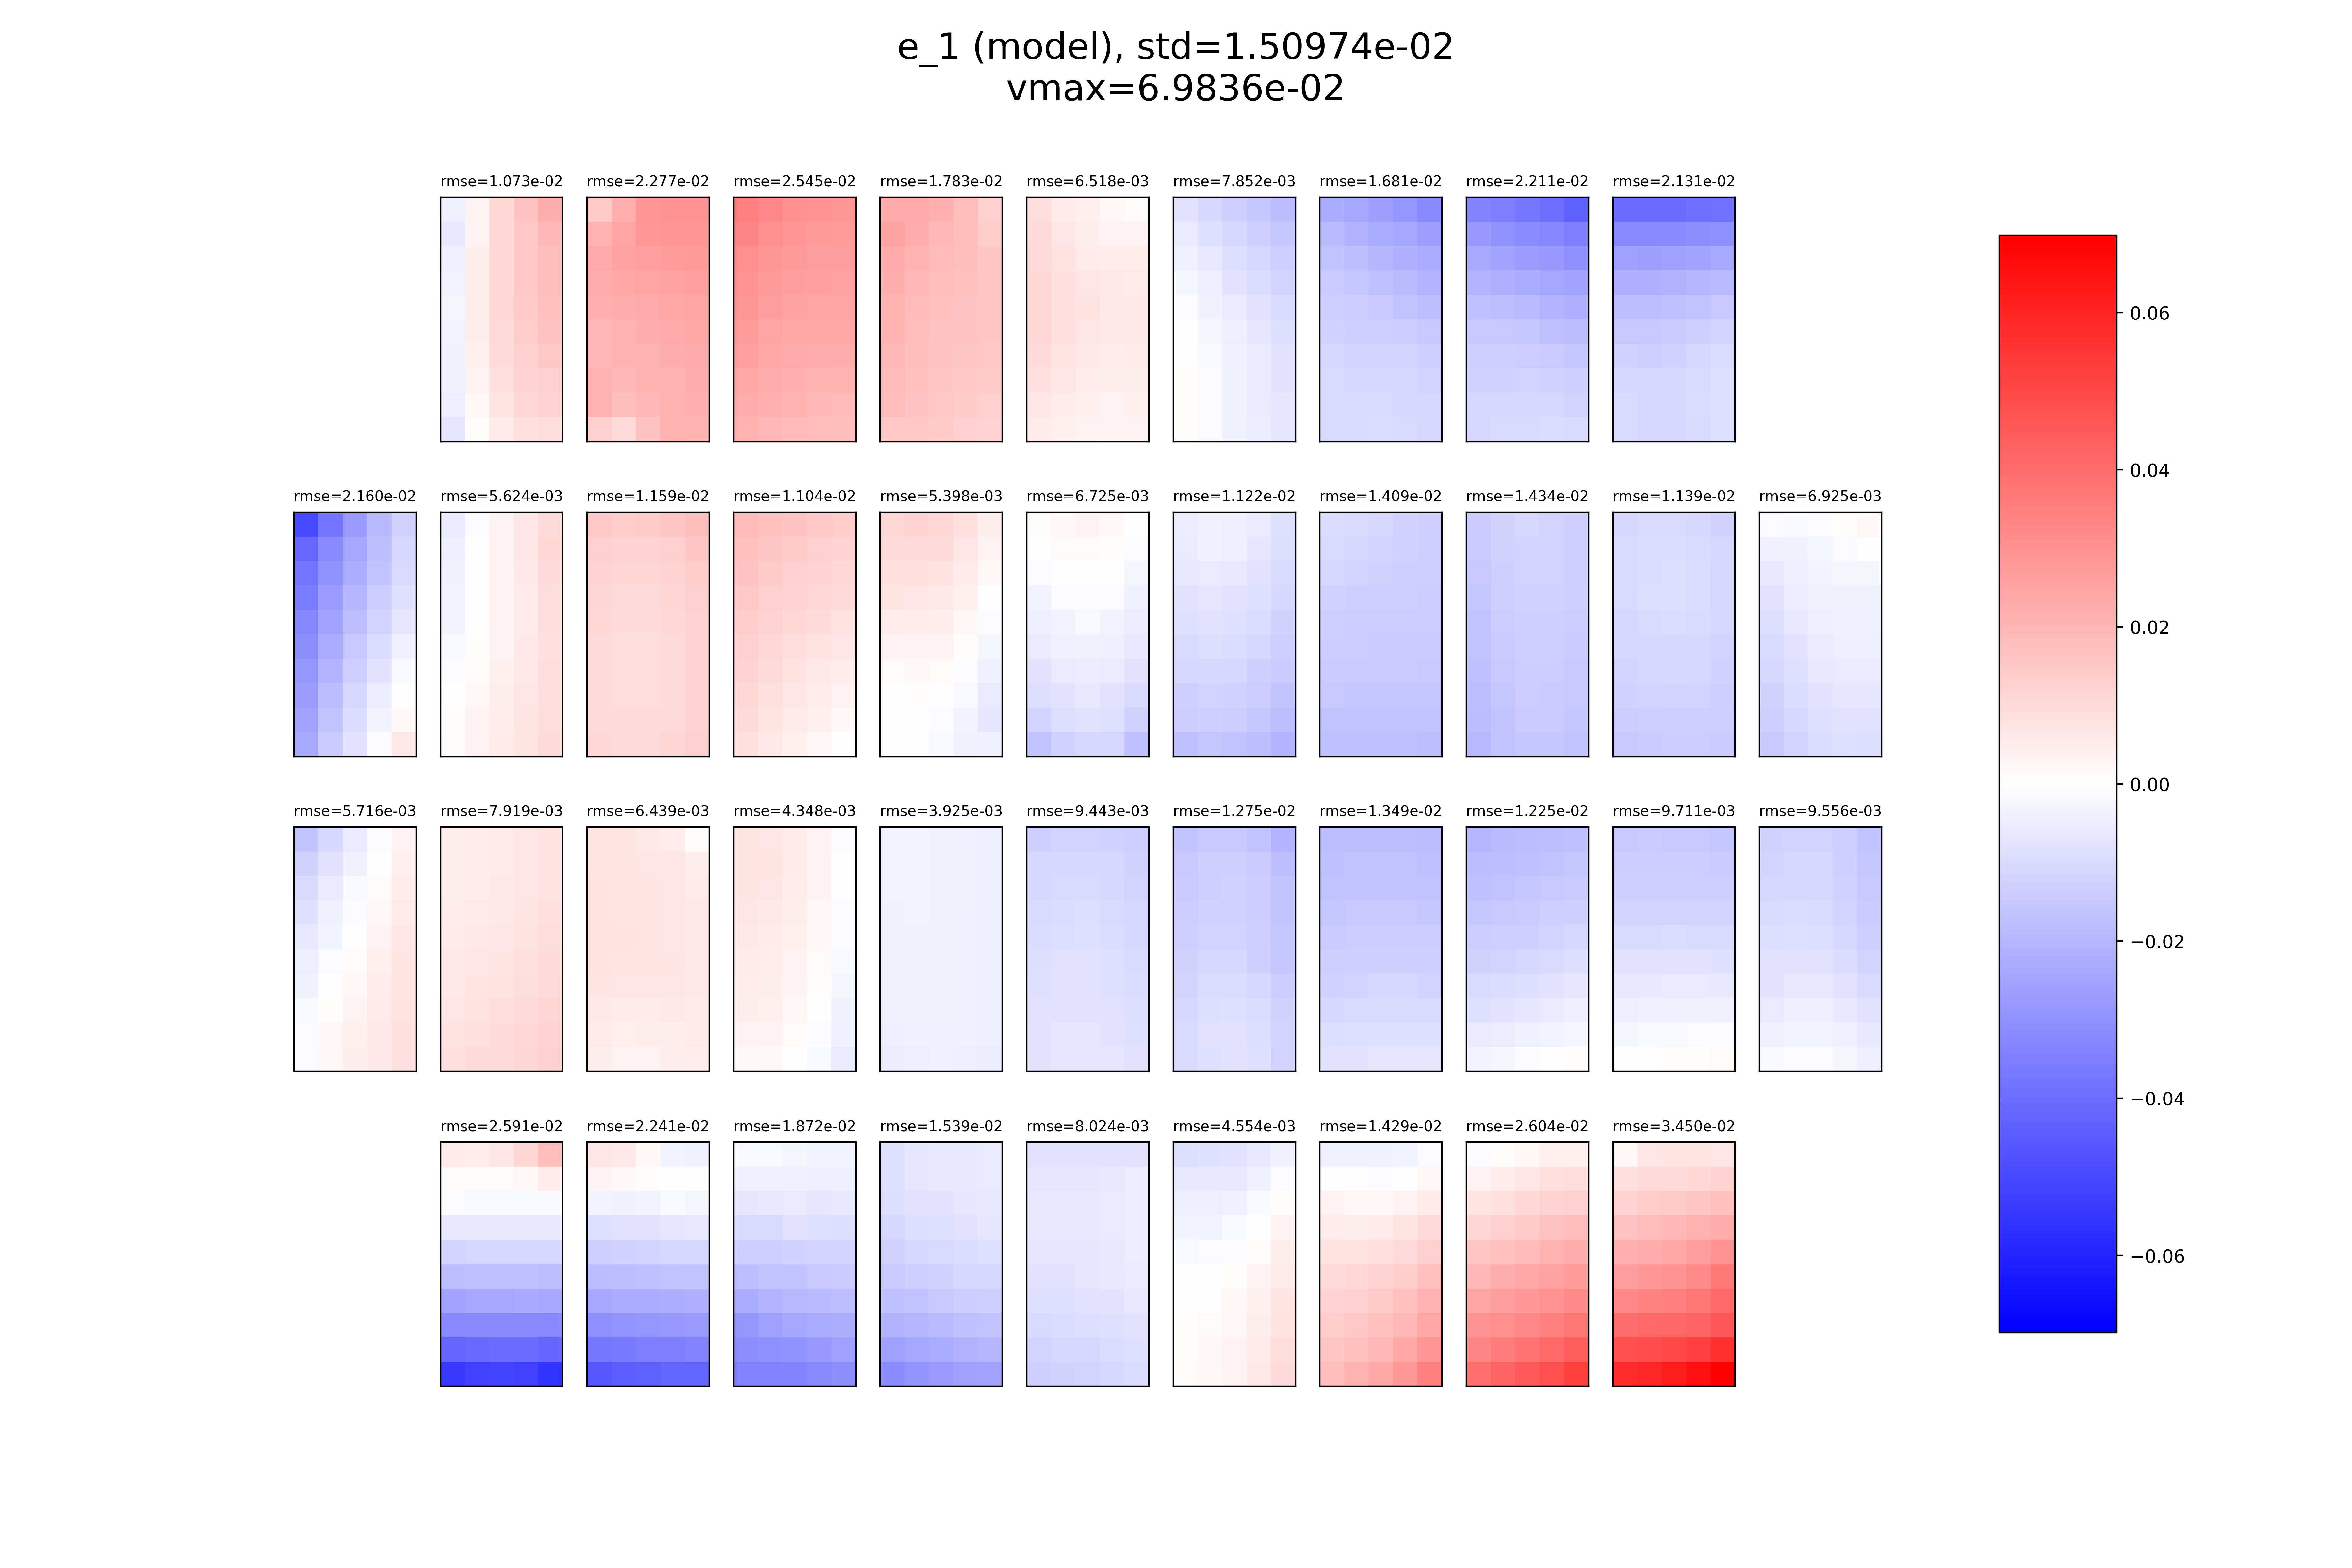 e_1 (model), std=1.50974e-02
vmax=6.9836e-02
rmse=1.073e-02 rmse=2.277e-02 rmse=2.545e-02 rmse=1.783e-02 rmse=6.518e-03 rmse=7.852e-03 rmse=1.681e-02 rmse=2.211e-02 rmse=2.131e-02
rmse=2.160e-02 rmse=5.624e-03 rmse=1.159e-02 rmse=1.104e-02 rmse=5.398e-03 rmse=6.725e-03 rmse=1.122e-02 rmse=1.409e-02 rmse=1.434e-02 rmse=1.139e-02 rmse=6.925e-03
rmse=5.716e-03 rmse=7.919e-03 rmse=6.439e-03 rmse=4.348e-03 rmse=3.925e-03 rmse=9.443e-03 rmse=1.275e-02 rmse=1.349e-02 rmse=1.225e-02 rmse=9.711e-03 rmse=9.556e-03
rmse=2.591e-02 rmse=2.241e-02 rmse=1.872e-02 rmse=1.539e-02 rmse=8.024e-03 rmse=4.554e-03 rmse=1.429e-02 rmse=2.604e-02 rmse=3.450e-02
0.06
0.04
0.02
0.00
−0.02
−0.04
−0.06